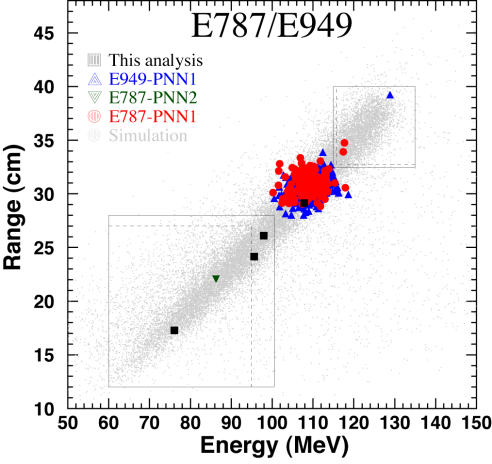 E787/E949
This analysis
E949-PNN1
E787-PNN2
E787-PNN1
Simulation
Range (cm)
45
40
35
30
25
20
15
10
50 60 70 80 90 100 110 120 130 140 150
Energy (MeV)